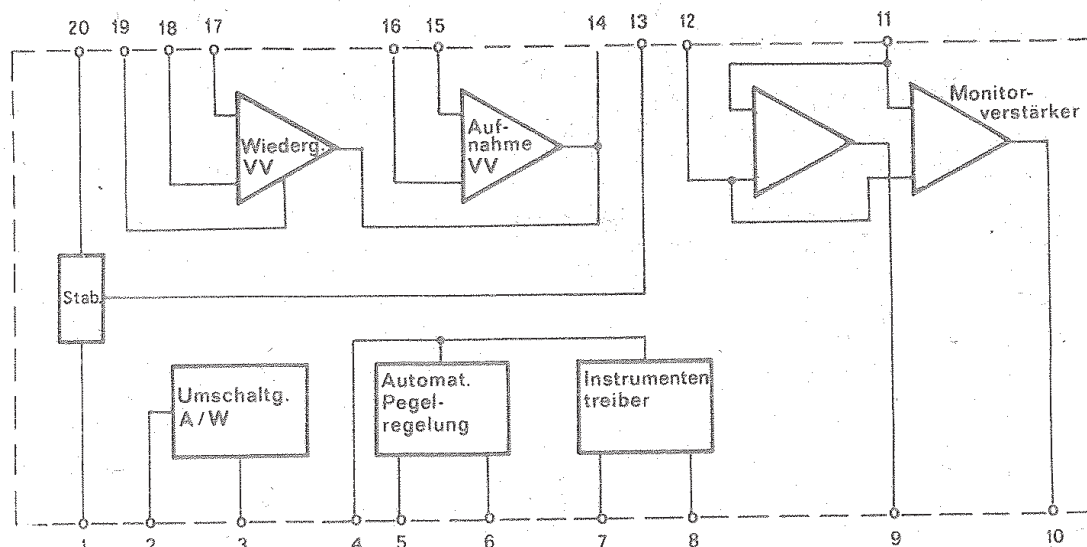 20 19 18 17 16 15 14 13 12 11
Wiederg.
VV
Auf-
nahme
VV
Monitor-
verstärker
Stab.
Umschaltg.
A/W
Automat.
Pegel-
regelung
Instrumenten
treiber
1 2 3 4 5 6 7 8 9 10